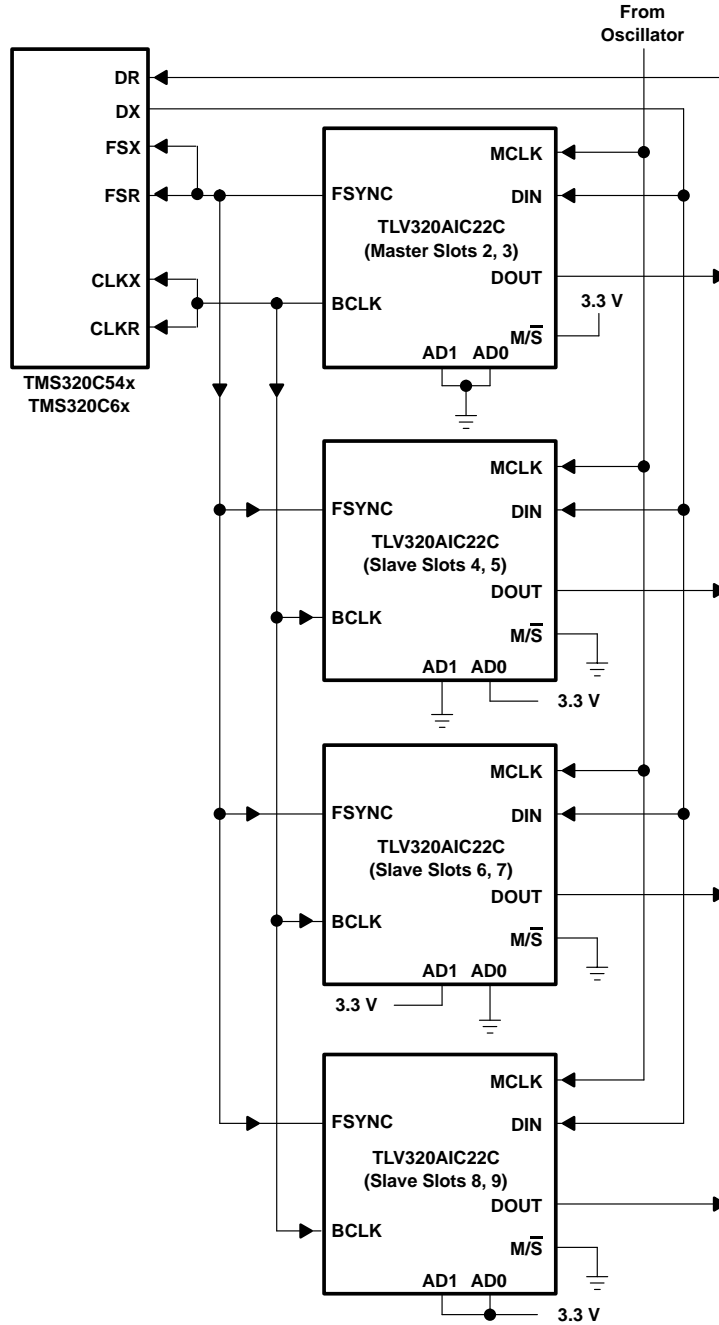 From
Oscillator
DR
DX
FSX
FSR
CLKX
CLKR
TMS320C54x
TMS320C6x
MCLK
FSYNC
DIN
TLV320AIC22C
(Master Slots 2, 3)
DOUT
3.3 V
BCLK
M/S̅
AD1 AD0
MCLK
FSYNC
DIN
TLV320AIC22C
(Slave Slots 4, 5)
DOUT
BCLK
M/S̅
AD1 AD0
3.3 V
MCLK
FSYNC
DIN
TLV320AIC22C
(Slave Slots 6, 7)
DOUT
BCLK
M/S̅
AD1 AD0
3.3 V
MCLK
FSYNC
DIN
TLV320AIC22C
(Slave Slots 8, 9)
DOUT
BCLK
M/S̅
AD1 AD0
3.3 V